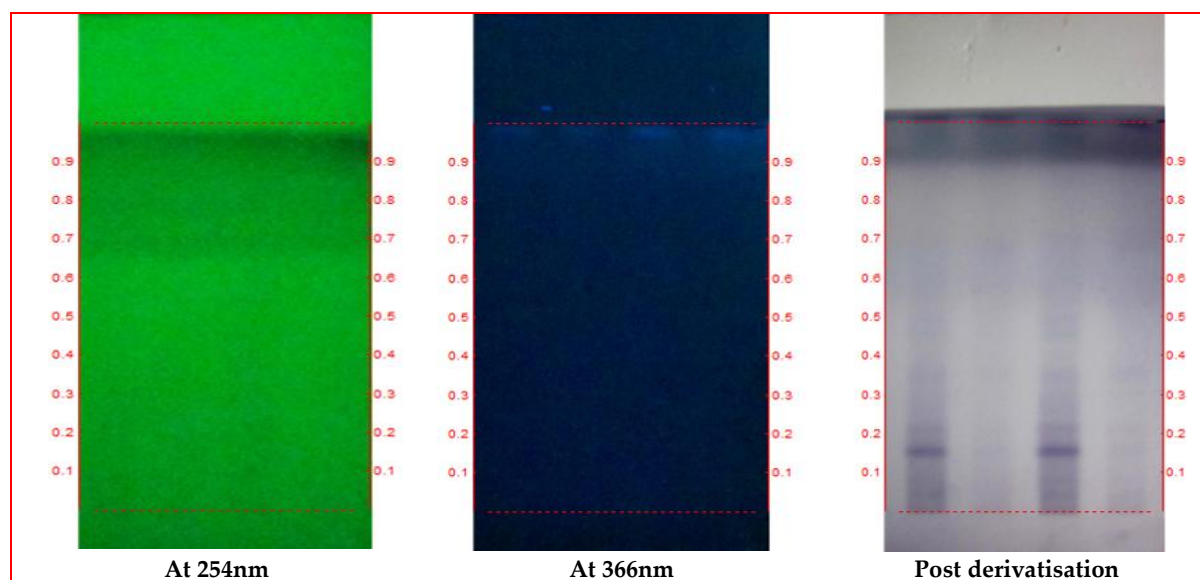 0.9 0.9 0.9 0.9 0.9 0.9
0.8 0.8 0.8 0.8 0.8 0.8
0.7 0.7 0.7 0.7 0.7 0.7
0.6 0.6 0.6 0.6 0.6 0.6
0.5 0.5 0.5 0.5 0.5 0.5
0.4 0.4 0.4 0.4 0.4 0.4
0.3 0.3 0.3 0.3 0.3 0.3
0.2 0.2 0.2 0.2 0.2 0.2
0.1 0.1 0.1 0.1 0.1 0.1
At 254nm At 366nm Post derivatisation